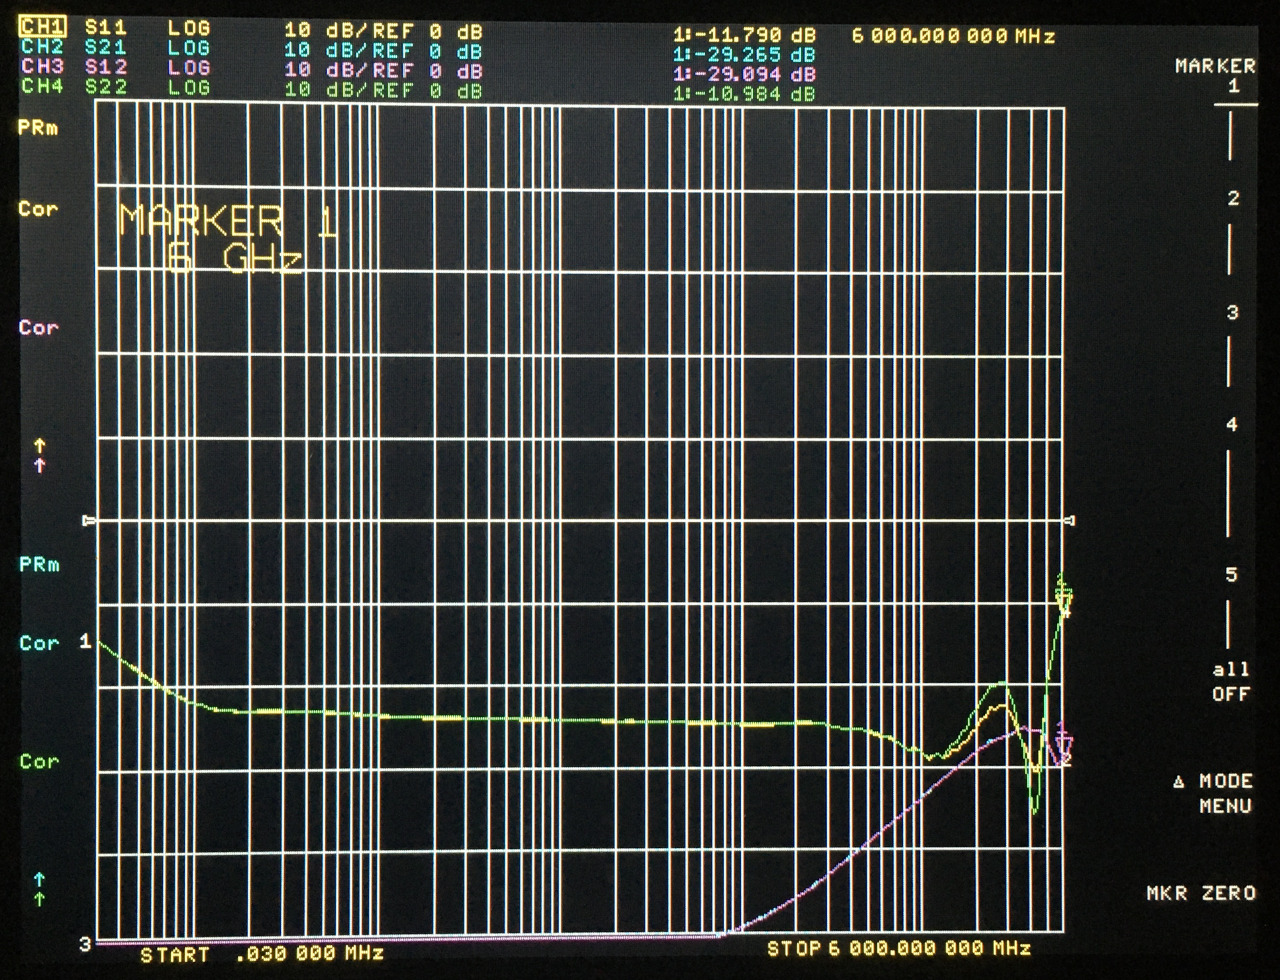 CH1 S11 LOG 10 dB/REF 0 dB 1:-11.790 dB 6 000.000 000 MHz
CH2 S21 LOG 10 dB/REF 0 dB 1:-29.265 dB
CH3 S12 LOG 10 dB/REF 0 dB 1:-29.094 dB
CH4 S22 LOG 10 dB/REF 0 dB 1:-10.984 dB
MARKER
1
PRm
2
Cor
MARKER 1
6 GHz
3
Cor
4
PRm
5
Cor
1
all
OFF
Cor
2
Δ MODE
MENU
MKR ZERO
3
START .030 000 MHz STOP 6 000.000 000 MHz